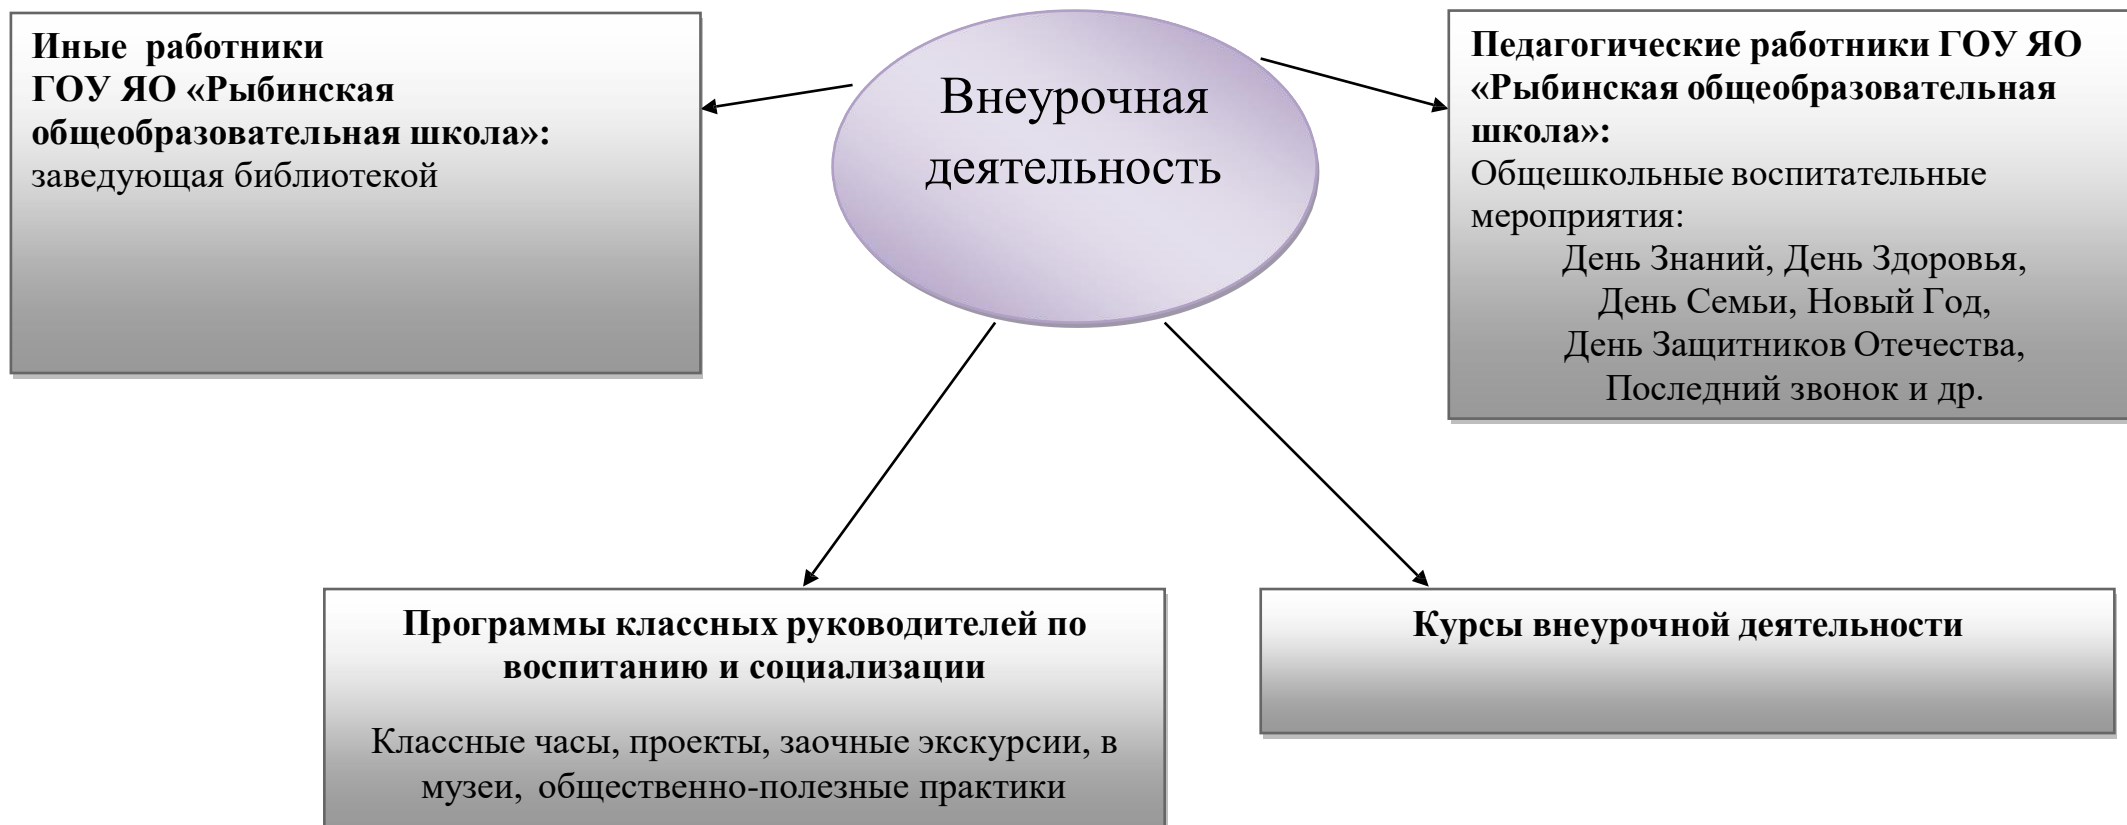 Иные работники
ГОУ ЯО «Рыбинская
общеобразовательная школа»:
заведующая библиотекой
Внеурочная
деятельность
Педагогические работники ГОУ ЯО
«Рыбинская общеобразовательная
школа»:
Общешкольные воспитательные
мероприятия:
День Знаний, День Здоровья,
День Семьи, Новый Год,
День Защитников Отечества,
Последний звонок и др.
Программы классных руководителей по
воспитанию и социализации
Классные часы, проекты, заочные экскурсии, в
музеи, общественно-полезные практики
Курсы внеурочной деятельности